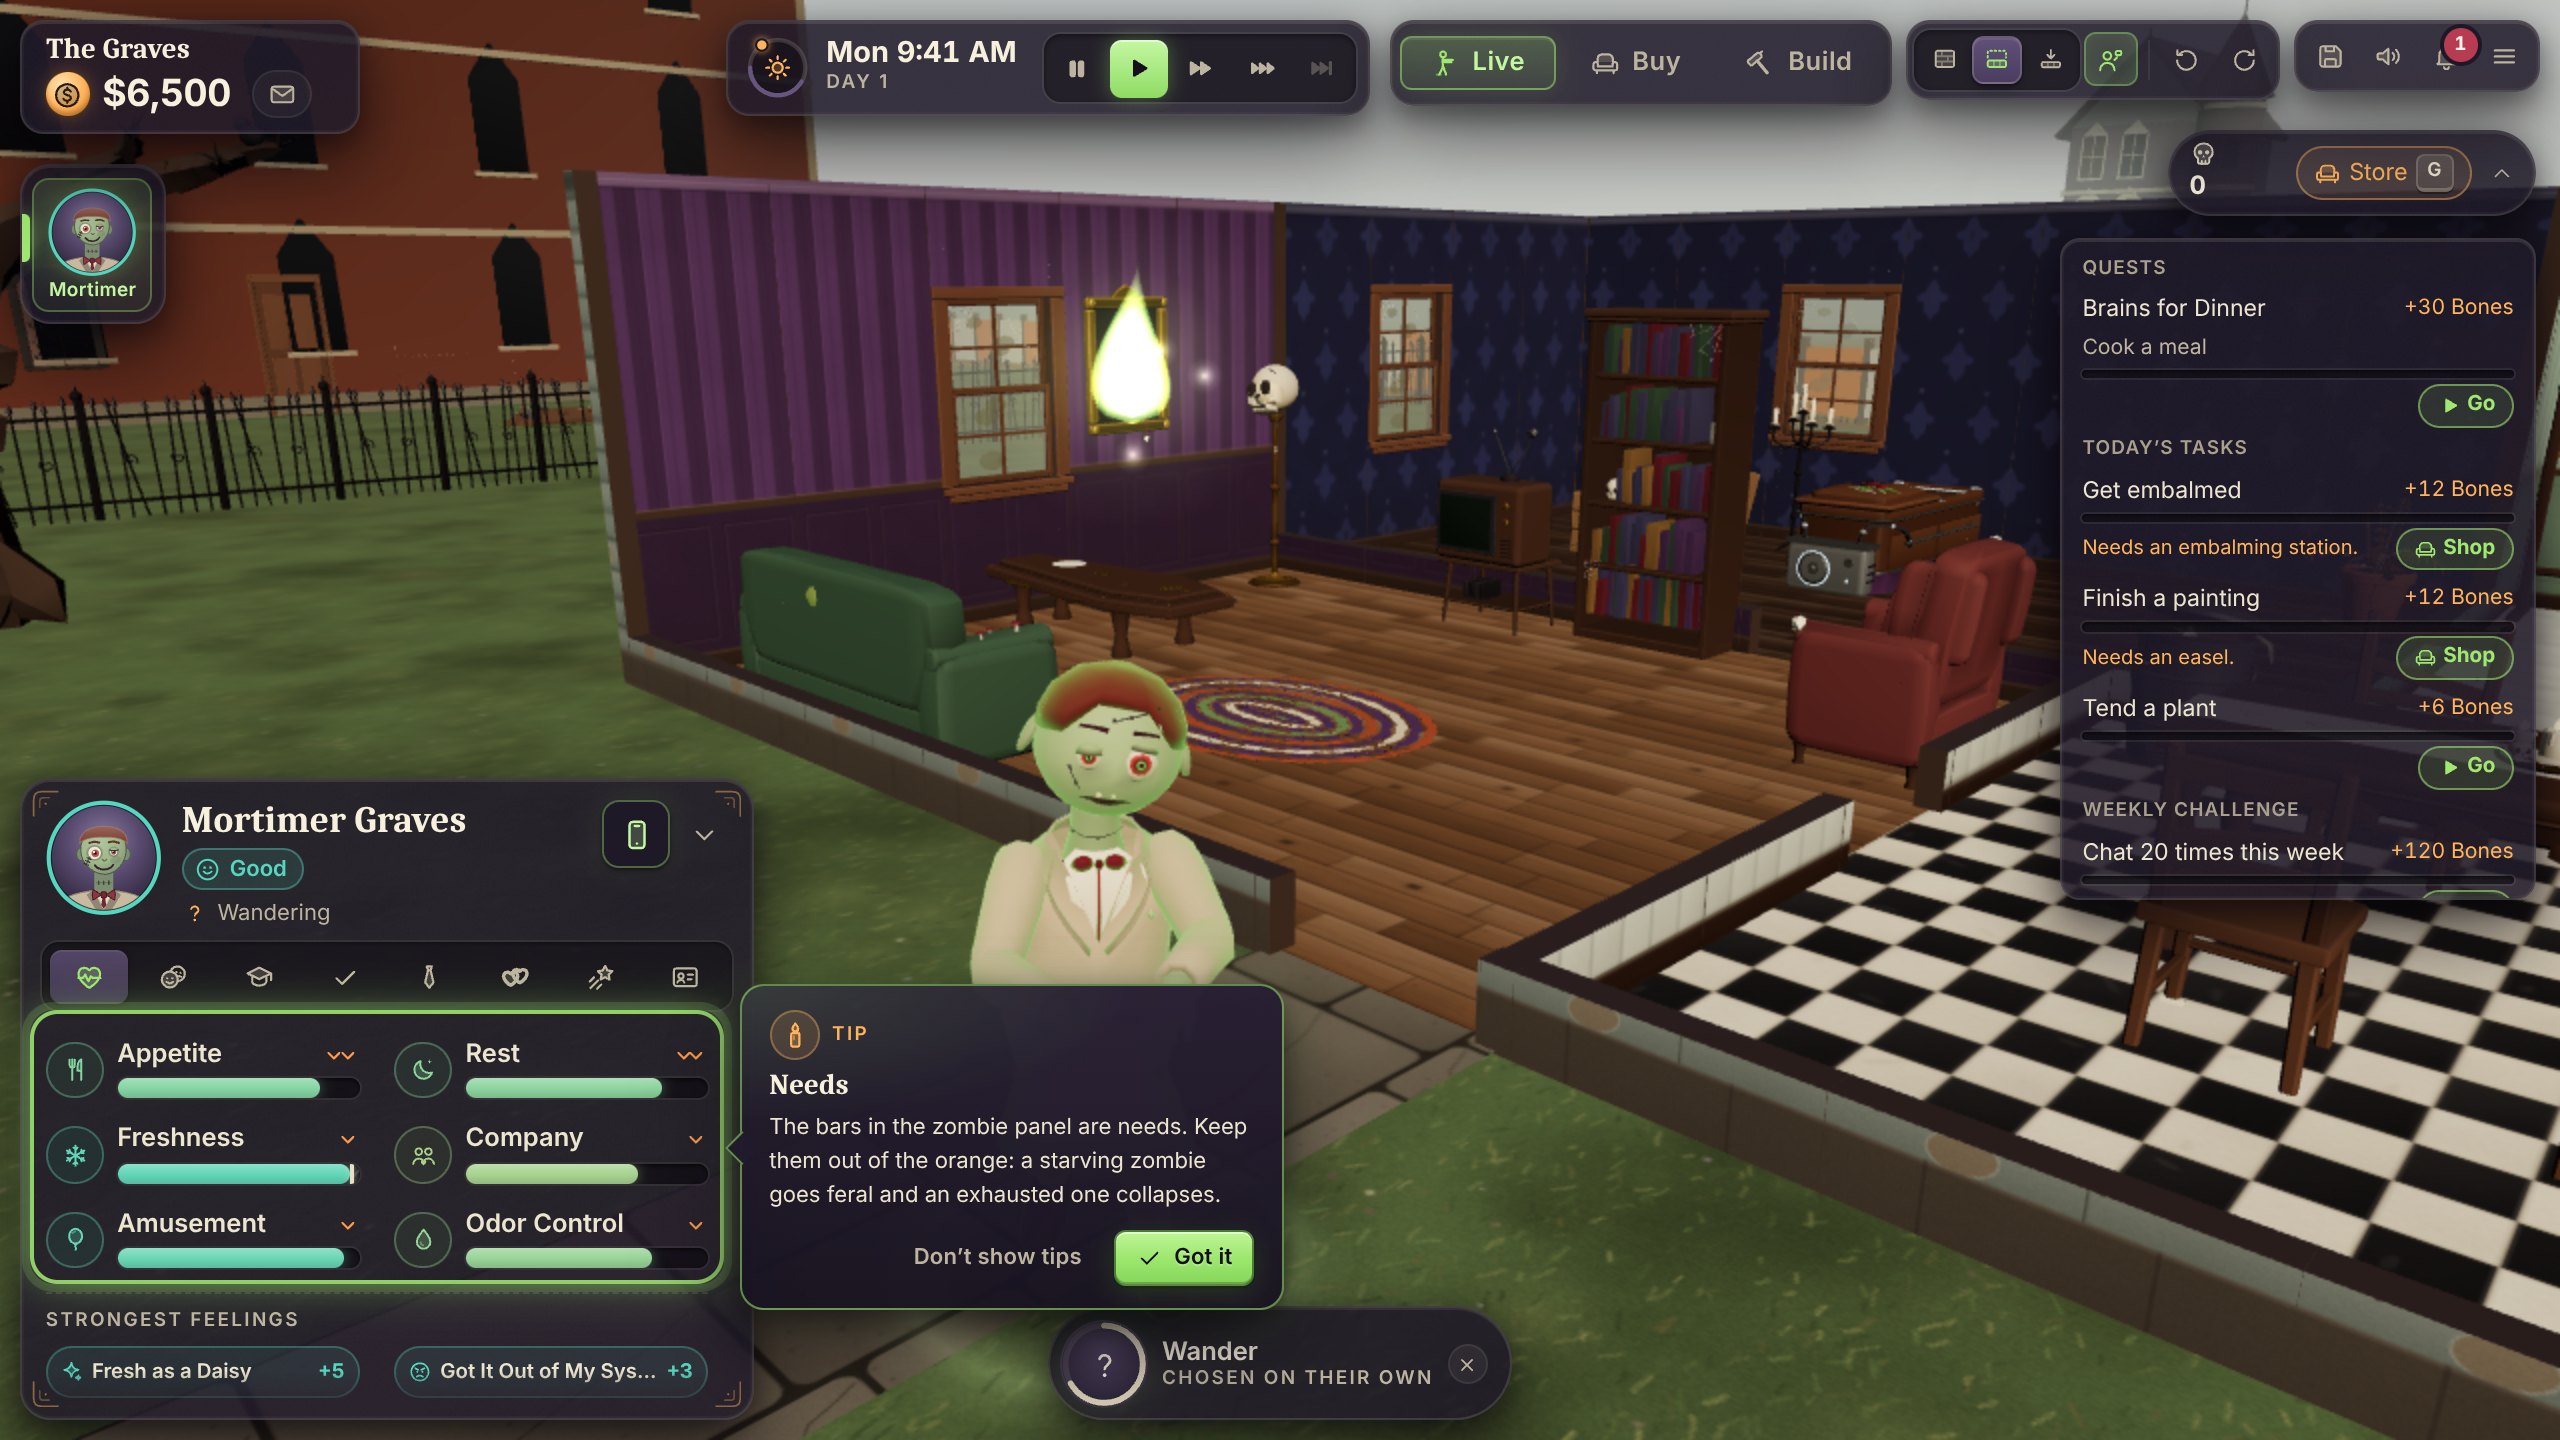 The Graves
$6,500
Mortimer
Mon 9:41 AM
DAY 1
Live
Buy
Build
1
0
Store G
QUESTS
Brains for Dinner +30 Bones
Cook a meal
Go
TODAY'S TASKS
Get embalmed +12 Bones
Needs an embalming station. Shop
Finish a painting +12 Bones
Needs an easel. Shop
Tend a plant +6 Bones
Go
WEEKLY CHALLENGE
Chat 20 times this week +120 Bones
Mortimer Graves
Good
? Wandering
Appetite
Rest
Freshness
Company
Amusement
Odor Control
STRONGEST FEELINGS
Fresh as a Daisy +5
Got It Out of My Sys... +3
TIP
Needs
The bars in the zombie panel are needs. Keep
them out of the orange: a starving zombie
goes feral and an exhausted one collapses.
Don't show tips
Got it
?
Wander
CHOSEN ON THEIR OWN